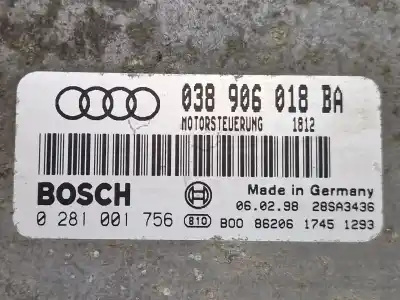 038 906 018 BA
MOTORSTEUERUNG 1812
BOSCH
Made in Germany
06.02.98 28SA3436
0 281 001 756 810 B00 86206 1745 1293